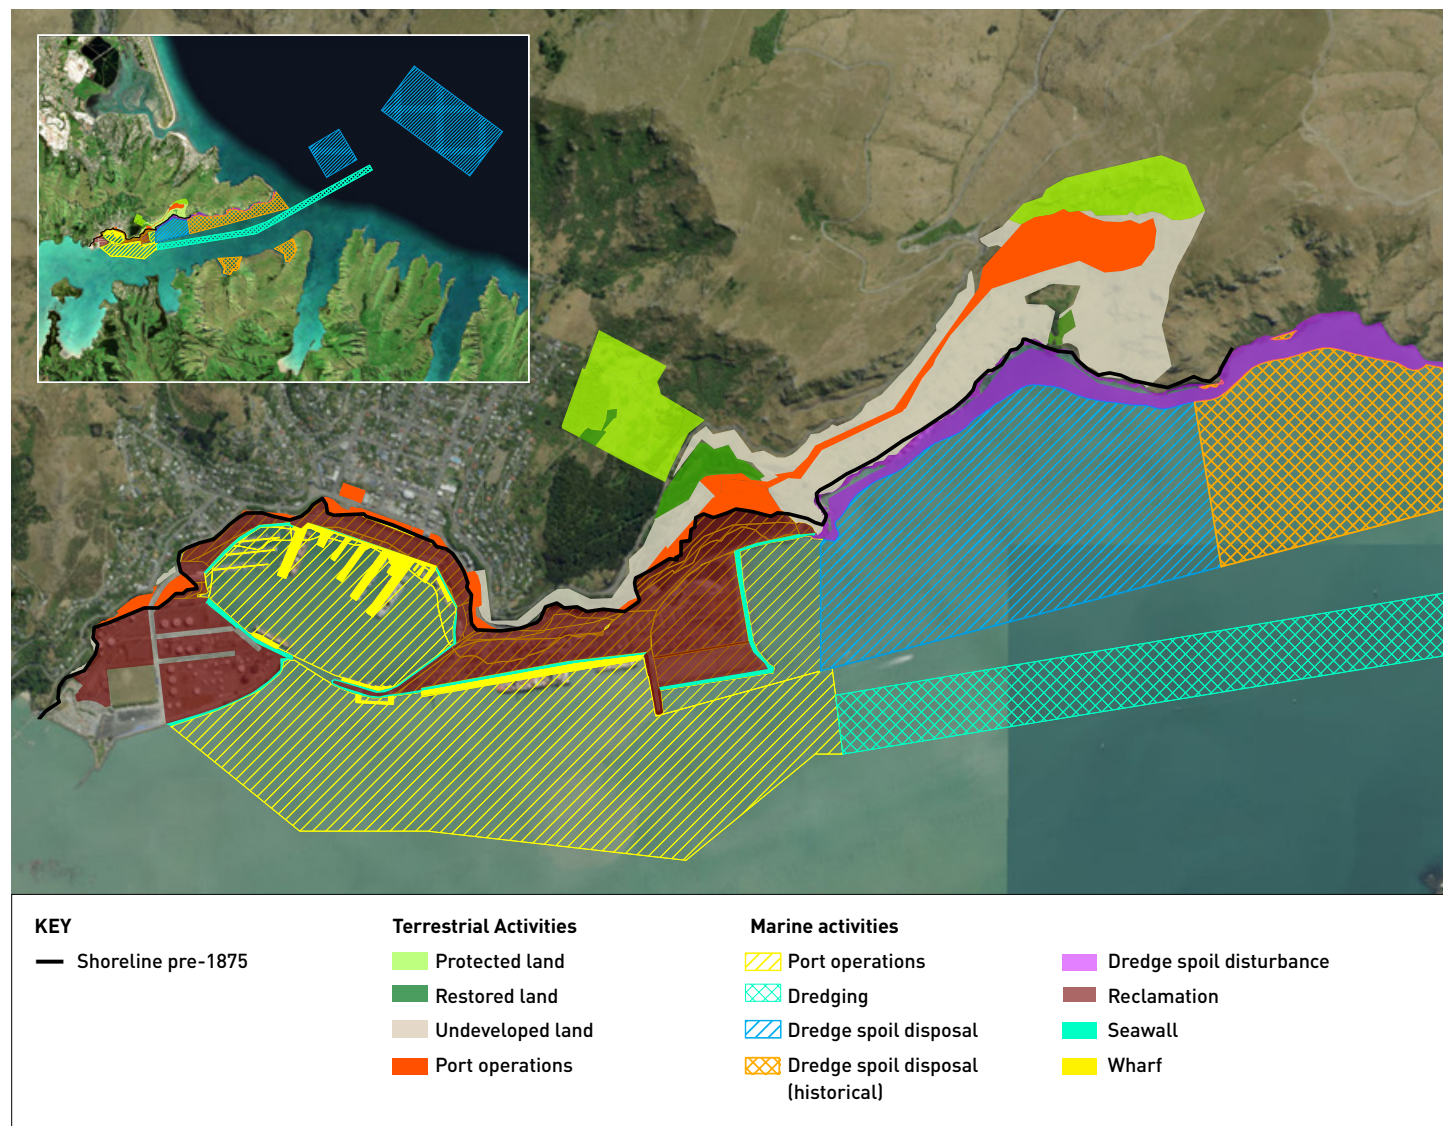 KEY
Shoreline pre-1875
Terrestrial Activities
Protected land
Restored land
Undeveloped land
Port operations
Marine activities
Port operations
Dredging
Dredge spoil disposal
Dredge spoil disposal
(historical)
Dredge spoil disturbance
Reclamation
Seawall
Wharf